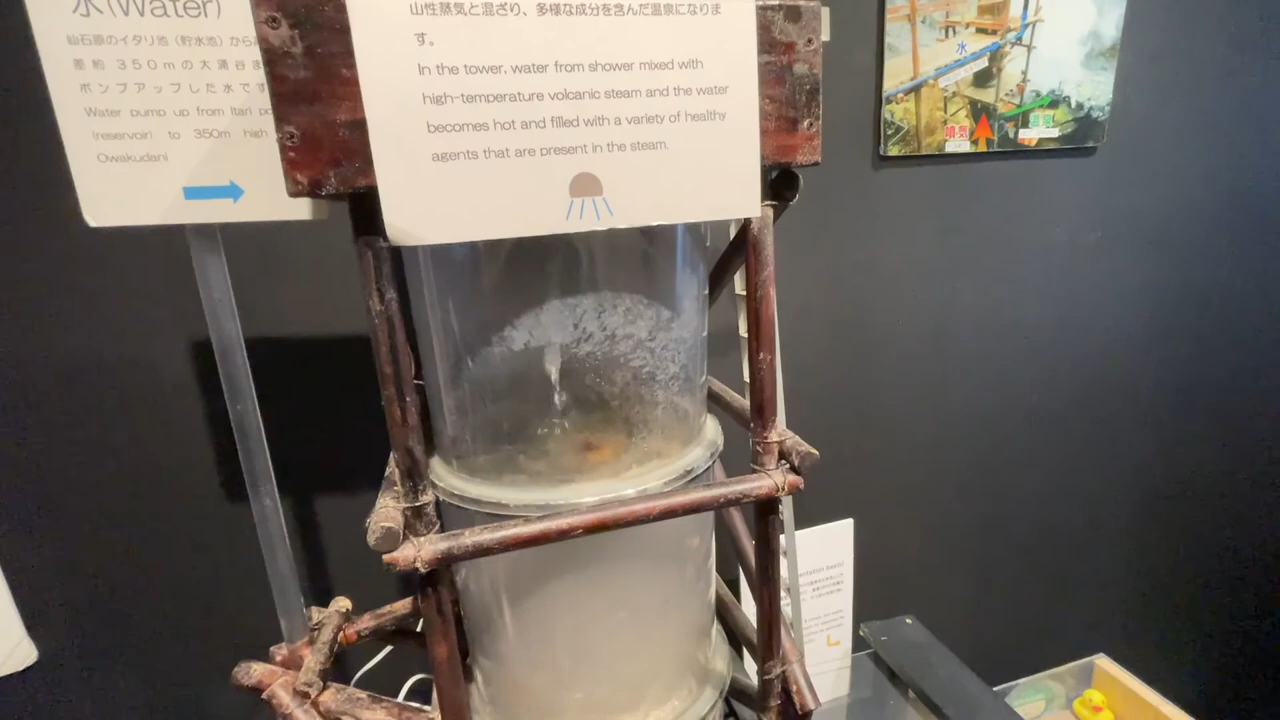 水(Water)
仙石原のイタリ池（貯水池）から
差約350mの大涌谷ま
ポンプアップした水です
Water pump up from Itari po
(reservoir) to 350m high
Owakudani
山性蒸気と混ざり、多様な成分を含んだ温泉になりま
す。
In the tower, water from shower mixed with
high-temperature volcanic steam and the water
becomes hot and filled with a variety of healthy
agents that are present in the steam.
水
噴気
温泉